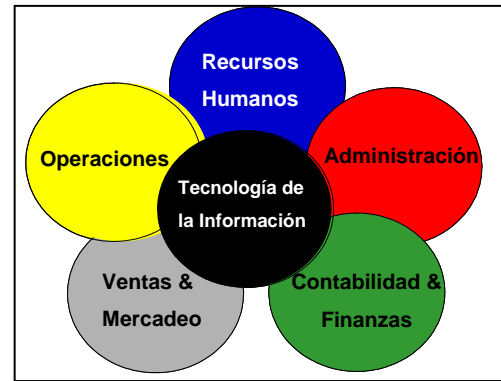 Recursos
Humanos
Operaciones
Administración
Tecnología de
la Información
Ventas &
Mercadeo
Contabilidad &
Finanzas